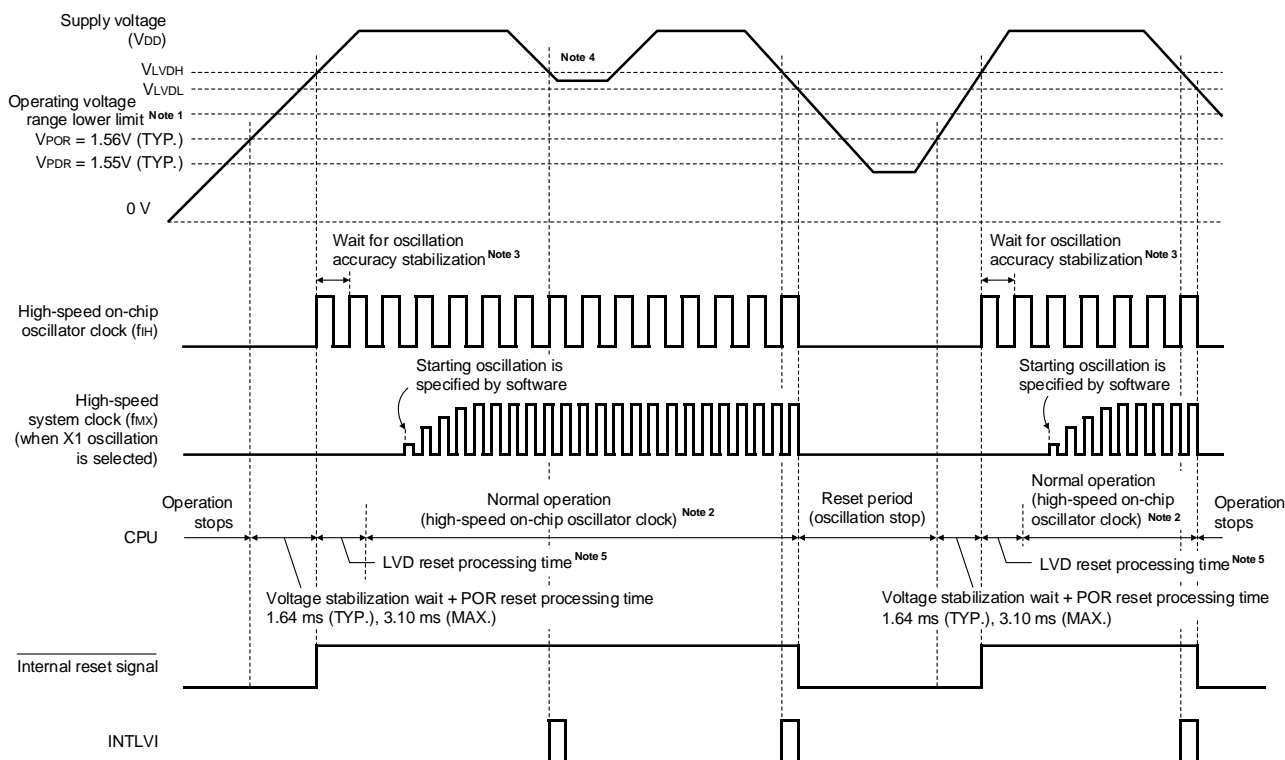 Supply voltage
(VDD)
VLVDH
VLVDL
Operating voltage
range lower limit Note 1
VPOR = 1.56V (TYP.)
VPDR = 1.55V (TYP.)
0 V
Note 4
Wait for oscillation
accuracy stabilization Note 3
Wait for oscillation
accuracy stabilization Note 3
High-speed on-chip
oscillator clock (fIH)
Starting oscillation is
specified by software
Starting oscillation is
specified by software
High-speed
system clock (fMX)
(when X1 oscillation
is selected)
Operation
stops
Normal operation
(high-speed on-chip oscillator clock) Note 2
Reset period
(oscillation stop)
Normal operation
(high-speed on-chip
oscillator clock) Note 2
Operation
stops
CPU
LVD reset processing time Note 5
LVD reset processing time Note 5
Voltage stabilization wait + POR reset processing time
1.64 ms (TYP.), 3.10 ms (MAX.)
Voltage stabilization wait + POR reset processing time
1.64 ms (TYP.), 3.10 ms (MAX.)
Internal reset signal
INTLVI